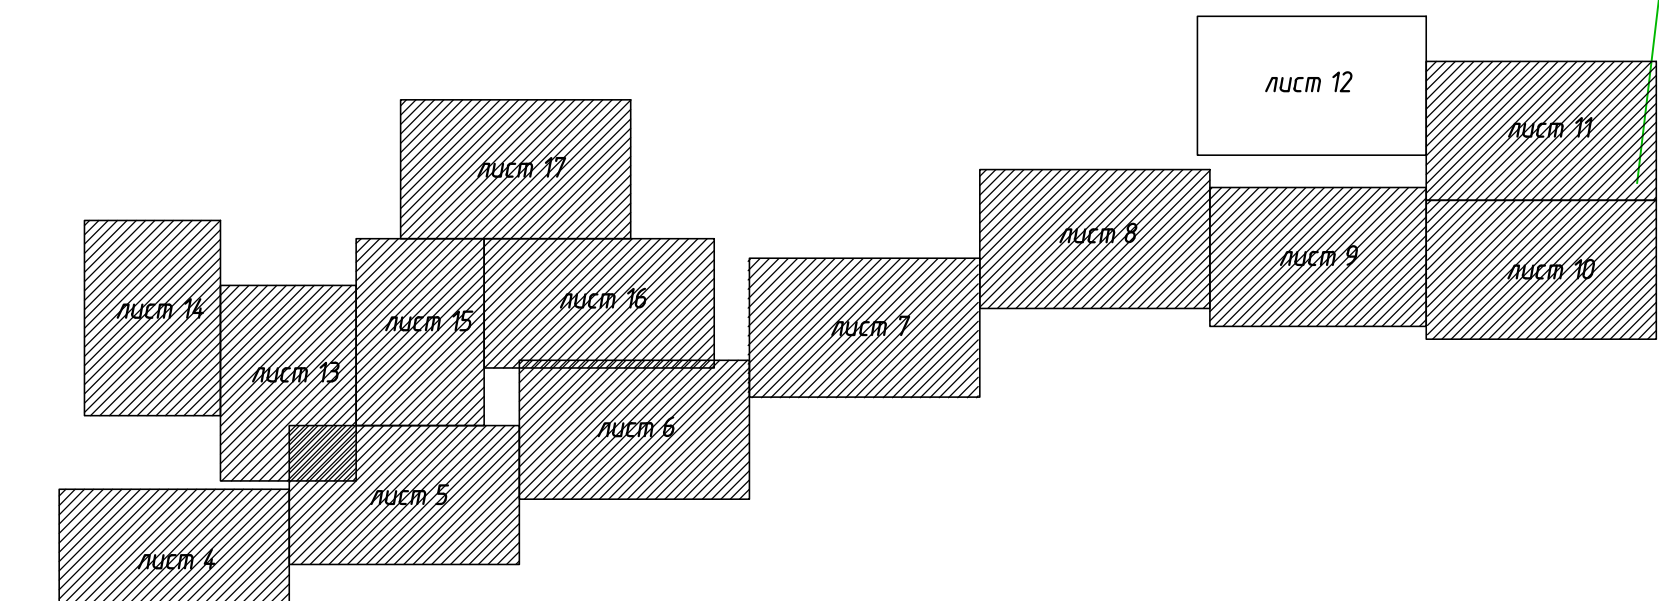 лист 12
лист 11
лист 17
лист 8
лист 9
лист 10
лист 14
лист 15
лист 16
лист 7
лист 13
лист 6
лист 5
лист 4